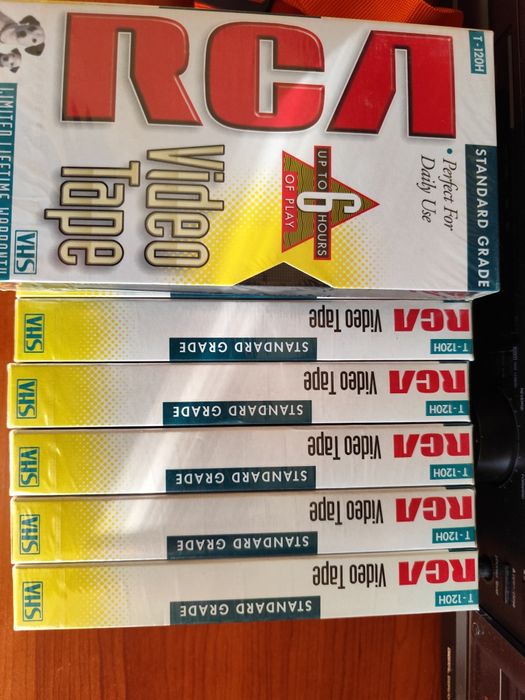 RCA
T-120H
STANDARD GRADE
• Perfect For
Daily Use
UP TO
6
HOURS
OF PLAY
Video
Tape
LIMITED LIFETIME WARRANTY
VHS
RCA Video Tape
T-120H
STANDARD GRADE
VHS
RCA Video Tape
T-120H
STANDARD GRADE
VHS
RCA Video Tape
T-120H
STANDARD GRADE
VHS
RCA Video Tape
T-120H
STANDARD GRADE
VHS
RCA Video Tape
T-120H
STANDARD GRADE
VHS